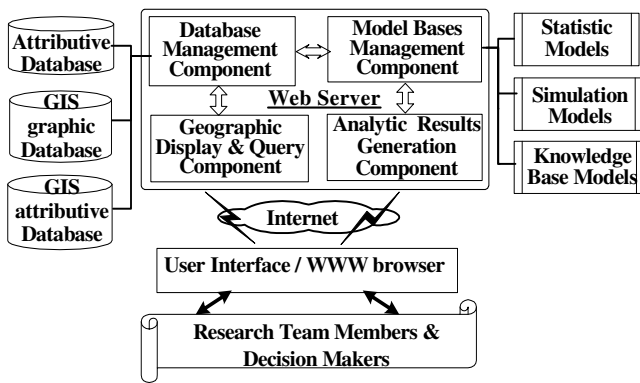 Attributive
Database
GIS
graphic
Database
GIS
attributive
Database
Database
Management
Component
Model Bases
Management
Component
Web Server
Geographic
Display & Query
Component
Analytic Results
Generation
Component
Statistic
Models
Simulation
Models
Knowledge
Base Models
Internet
User Interface / WWW browser
Research Team Members &
Decision Makers